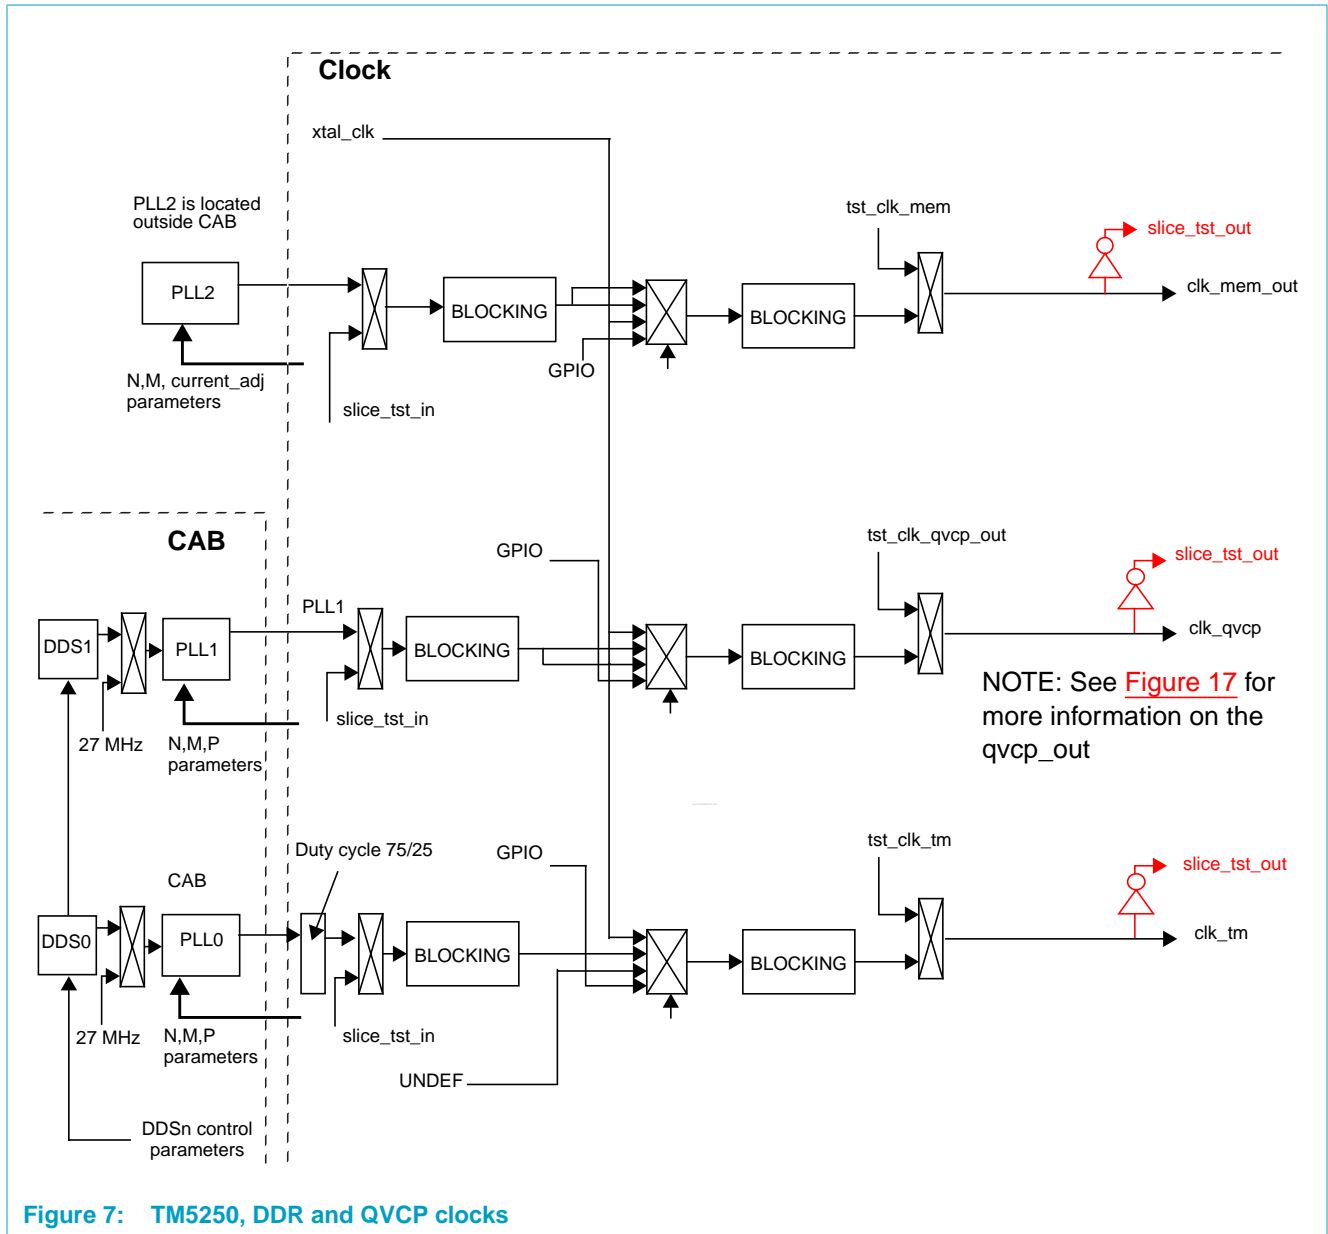 Clock
xtal_clk
PLL2 is located
outside CAB
tst_clk_mem
slice_tst_out
PLL2
BLOCKING
BLOCKING
clk_mem_out
GPIO
N,M, current_adj
parameters
slice_tst_in
CAB
GPIO
tst_clk_qvcp_out
slice_tst_out
PLL1
DDS1
PLL1
BLOCKING
BLOCKING
clk_qvcp
NOTE: See Figure 17 for
more information on the
qvcp_out
slice_tst_in
27 MHz
N,M,P
parameters
Duty cycle 75/25
GPIO
tst_clk_tm
slice_tst_out
CAB
DDS0
PLL0
BLOCKING
BLOCKING
clk_tm
27 MHz
N,M,P
parameters
slice_tst_in
UNDEF
DDSn control
parameters
Figure 7: TM5250, DDR and QVCP clocks